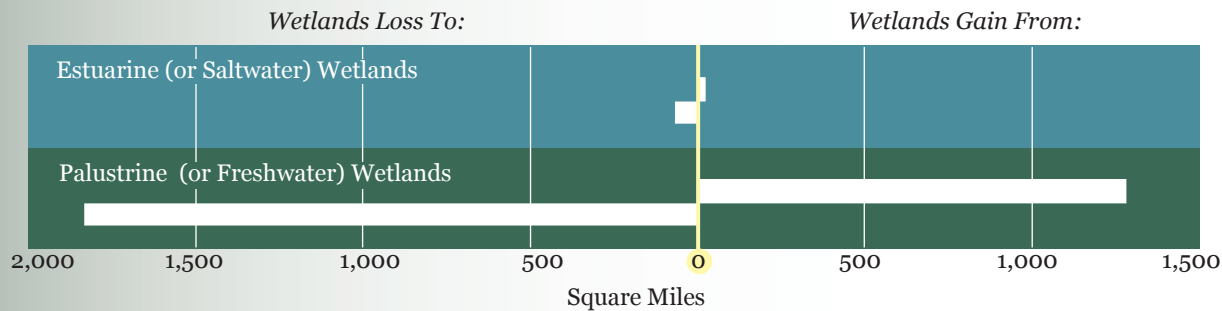 Wetlands Loss To: Wetlands Gain From:
Estuarine (or Saltwater) Wetlands
Palustrine (or Freshwater) Wetlands
2,000 1,500 1,000 500 0 500 1,000 1,500
Square Miles